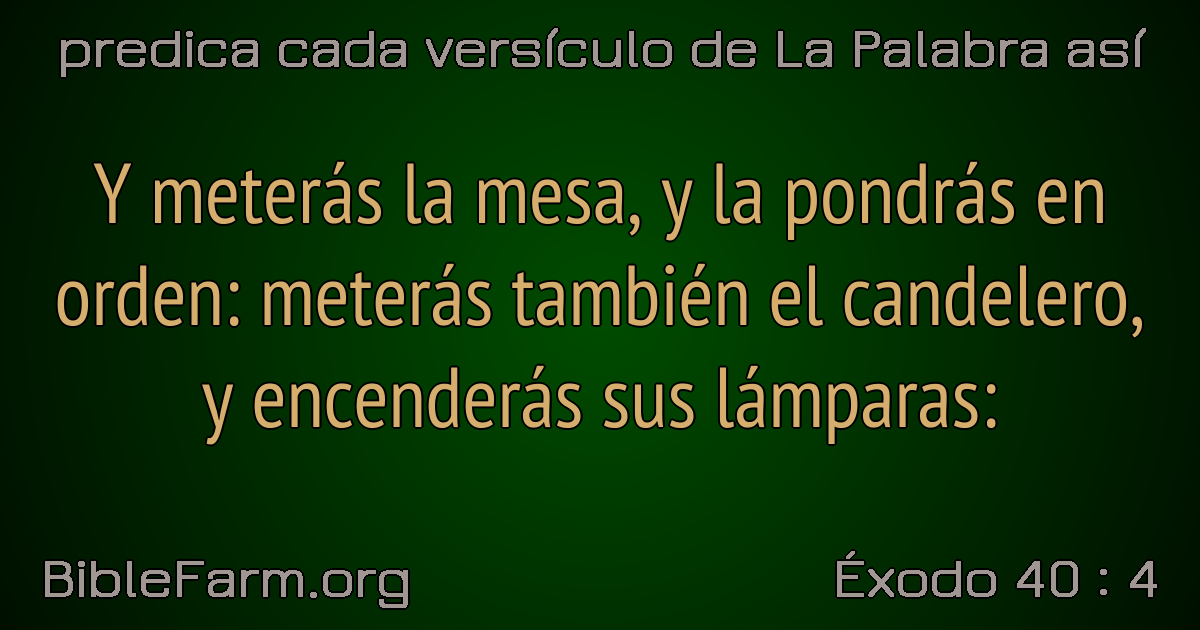 predica cada versículo de La Palabra así
Y meterás la mesa, y la pondrás en
orden: meterás también el candelero,
y encenderás sus lámparas:
BibleFarm.org
Éxodo 40 : 4